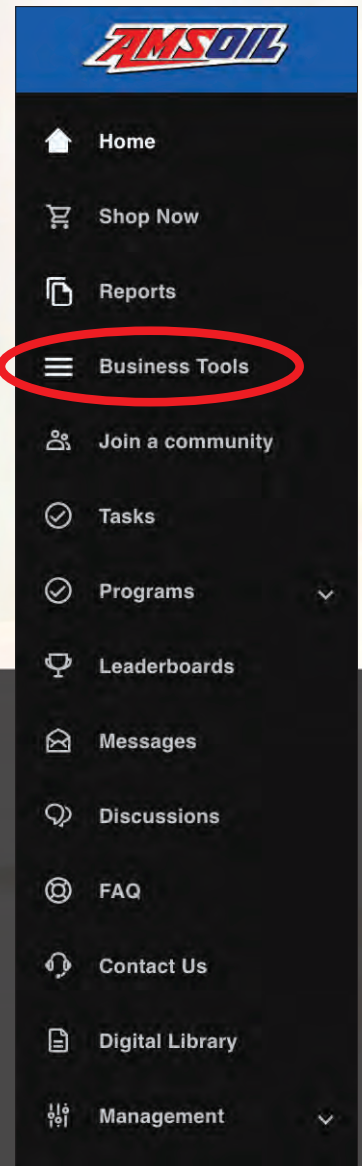 AMSOIL
Home
Shop Now
Reports
Business Tools
Join a community
Tasks
Programs
Leaderboards
Messages
Discussions
FAQ
Contact Us
Digital Library
Management